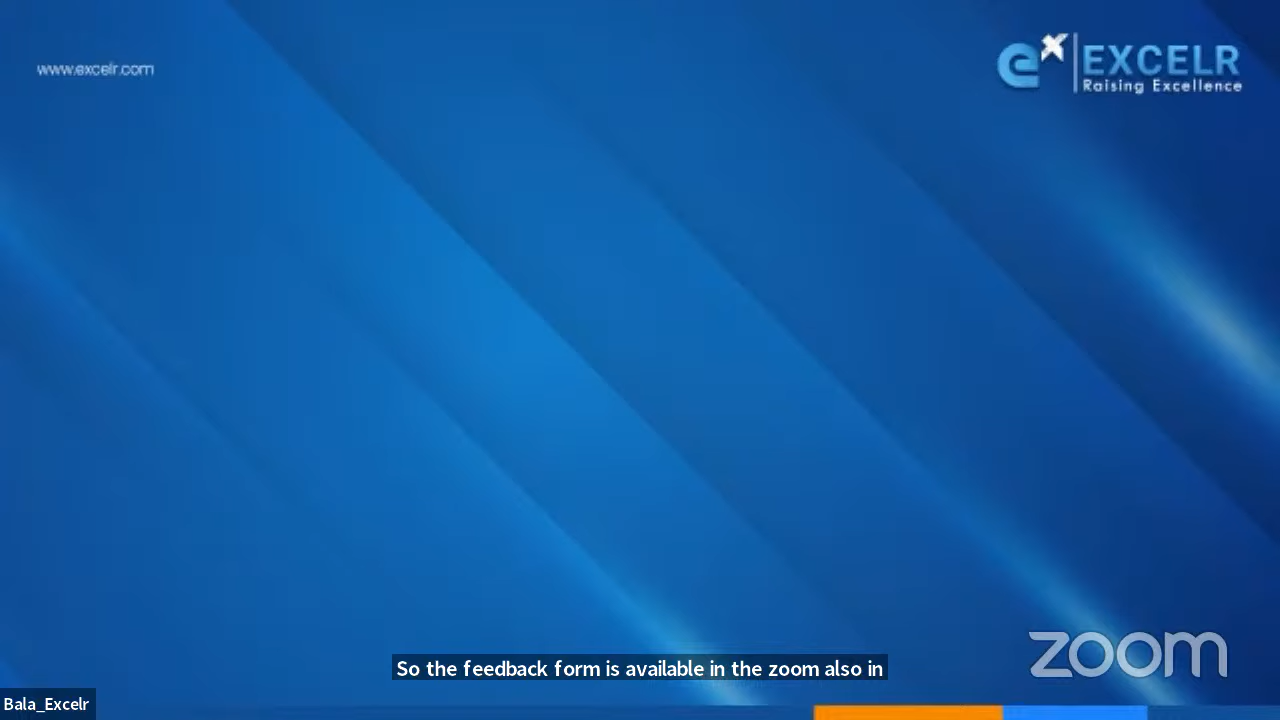 www.excelr.com
ex EXCELR
Raising Excellence
So the feedback form is available in the zoom also in
zoom
Bala_Excelr